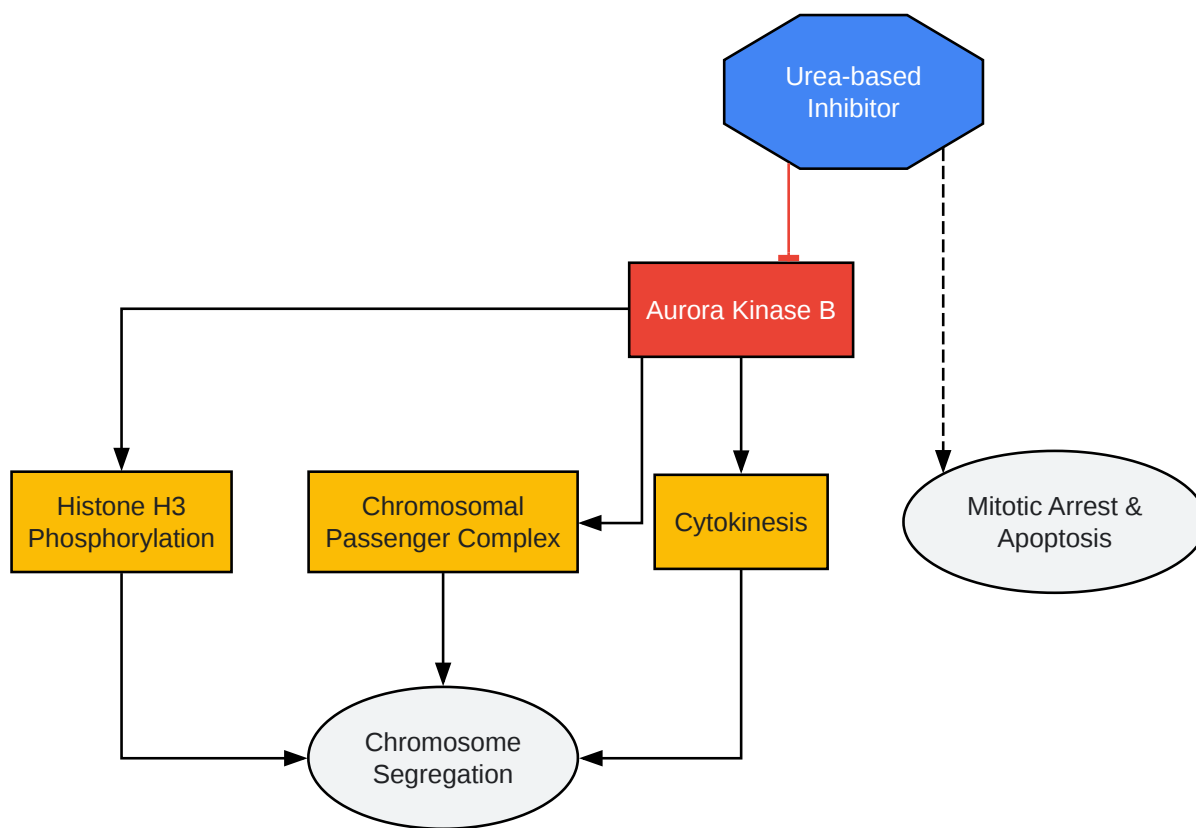 Urea-based
Inhibitor
Aurora Kinase B
Histone H3
Phosphorylation
Chromosomal
Passenger Complex
Cytokinesis
Mitotic Arrest &
Apoptosis
Chromosome
Segregation